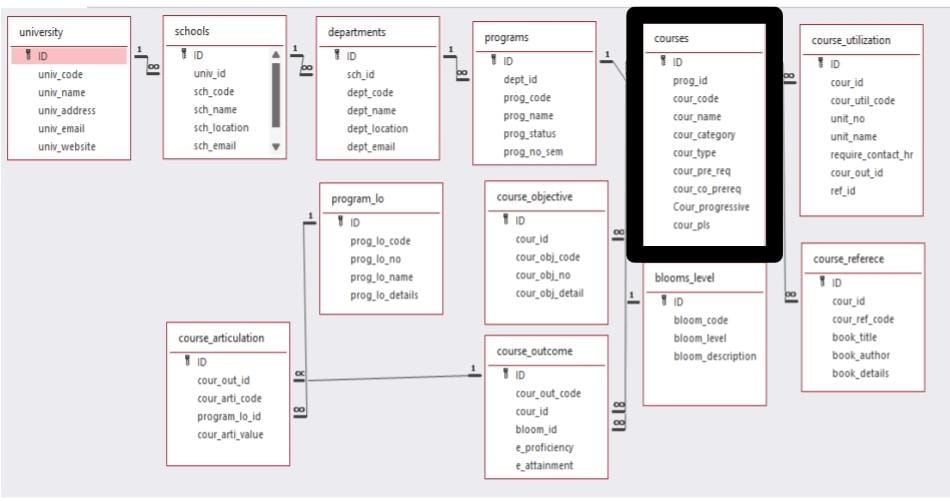 university
ID
univ_code
univ_name
univ_address
univ_email
univ_website
1
∞
schools
ID
univ_id
sch_code
sch_name
sch_location
sch_email
1
∞
departments
ID
sch_id
dept_code
dept_name
dept_location
dept_email
1
∞
programs
ID
dept_id
prog_code
prog_name
prog_status
prog_no_sem
1
courses
ID
prog_id
cour_code
cour_name
cour_category
cour_type
cour_pre_req
cour_co_prereq
Cour_progressive
cour_pls
∞
course_utilization
ID
cour_id
cour_util_code
unit_no
unit_name
require_contact_hr
cour_out_id
ref_id
program_lo
1
ID
prog_lo_code
prog_lo_no
prog_lo_name
prog_lo_details
course_objective
ID
cour_id
cour_obj_code
cour_obj_no
cour_obj_detail
∞
blooms_level
1
ID
bloom_code
bloom_level
bloom_description
course_referece
ID
∞
cour_id
cour_ref_code
book_title
book_author
book_details
course_articulation
ID
cour_out_id
cour_arti_code
program_lo_id
cour_arti_value
∞
∞
course_outcome
1
ID
cour_out_code
cour_id
bloom_id
e_proficiency
e_attainment
∞
∞